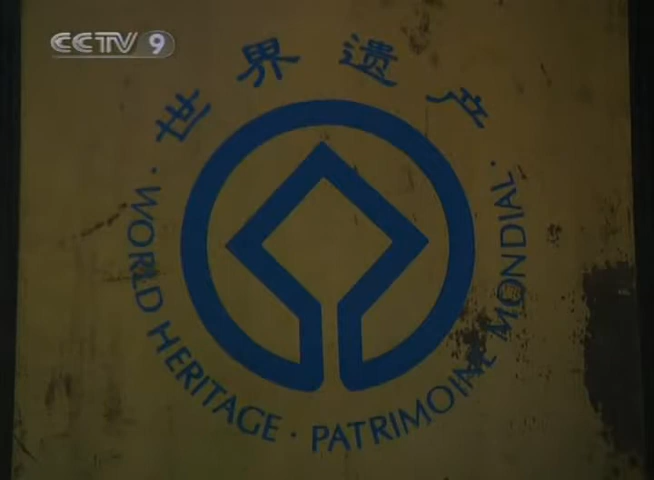 CCTV 9
世界遗产
· WORLD HERITAGE · PATRIMOINE MONDIAL ·